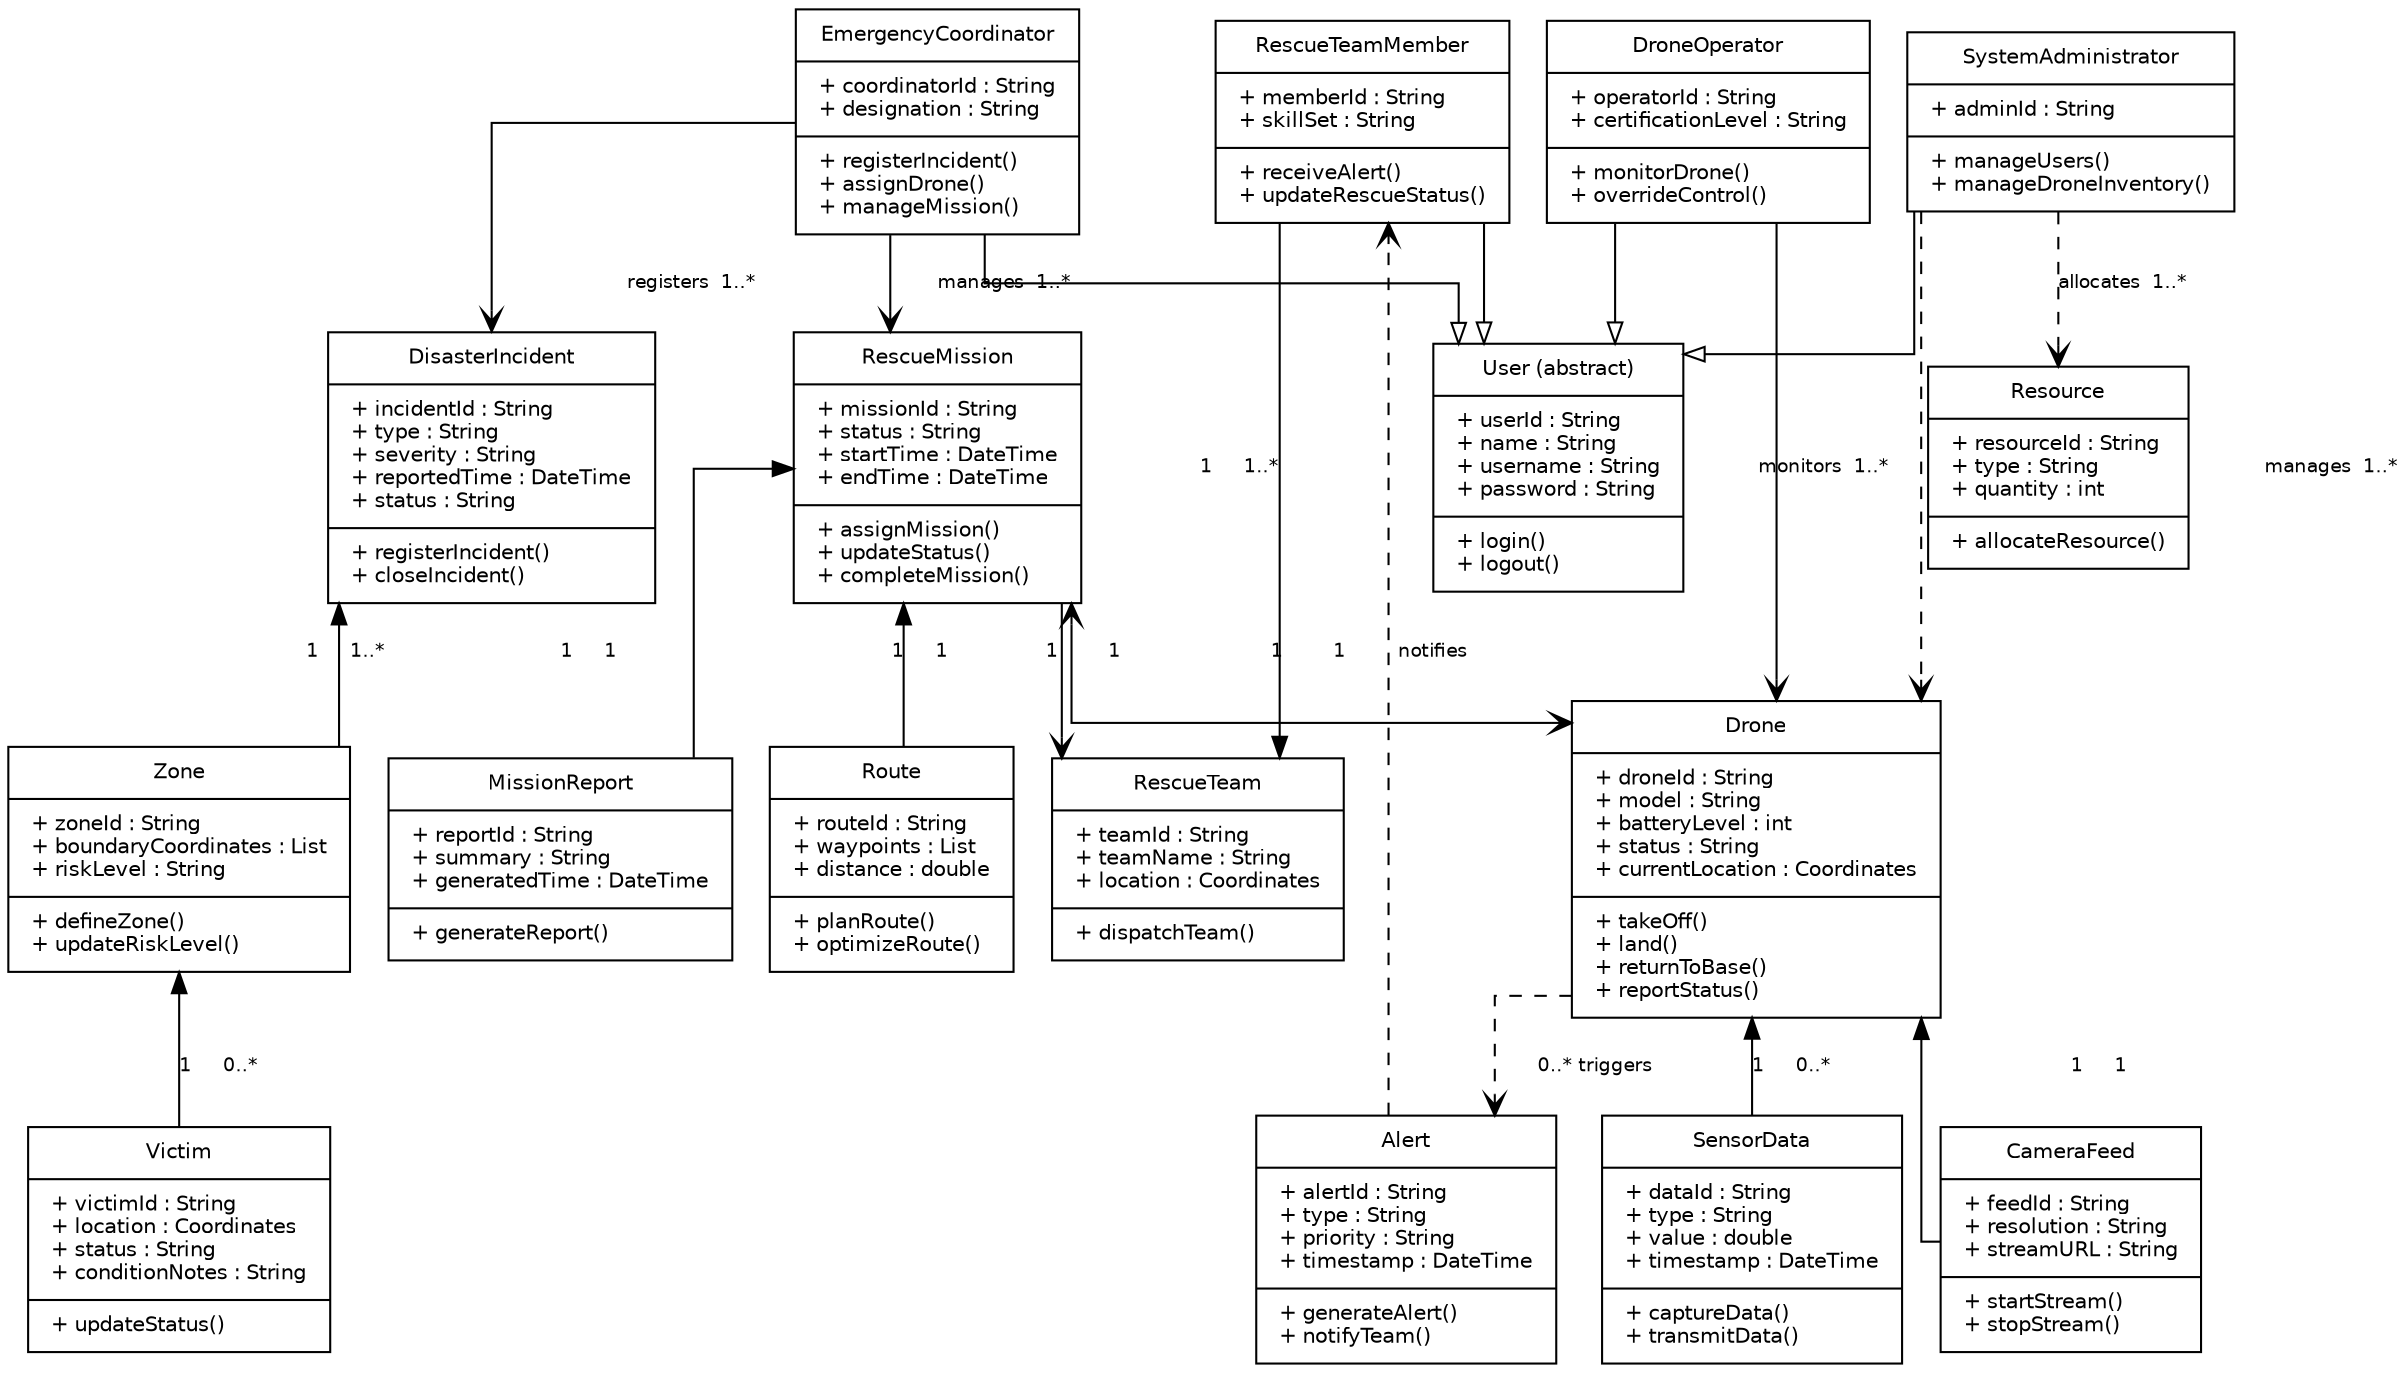 EmergencyCoordinator
+ coordinatorId : String
+ designation : String
+ registerIncident()
+ assignDrone()
+ manageMission()
RescueTeamMember
+ memberId : String
+ skillSet : String
+ receiveAlert()
+ updateRescueStatus()
DroneOperator
+ operatorId : String
+ certificationLevel : String
+ monitorDrone()
+ overrideControl()
SystemAdministrator
+ adminId : String
+ manageUsers()
+ manageDroneInventory()
registers 1..*
manages 1..*
allocates 1..*
DisasterIncident
+ incidentId : String
+ type : String
+ severity : String
+ reportedTime : DateTime
+ status : String
+ registerIncident()
+ closeIncident()
RescueMission
+ missionId : String
+ status : String
+ startTime : DateTime
+ endTime : DateTime
+ assignMission()
+ updateStatus()
+ completeMission()
1 1..*
User (abstract)
+ userId : String
+ name : String
+ username : String
+ password : String
+ login()
+ logout()
monitors 1..*
Resource
+ resourceId : String
+ type : String
+ quantity : int
+ allocateResource()
manages 1..*
1 1..*
1 1
1 1
1 1
1 1
notifies
Zone
+ zoneId : String
+ boundaryCoordinates : List
+ riskLevel : String
+ defineZone()
+ updateRiskLevel()
MissionReport
+ reportId : String
+ summary : String
+ generatedTime : DateTime
+ generateReport()
Route
+ routeId : String
+ waypoints : List
+ distance : double
+ planRoute()
+ optimizeRoute()
RescueTeam
+ teamId : String
+ teamName : String
+ location : Coordinates
+ dispatchTeam()
Drone
+ droneId : String
+ model : String
+ batteryLevel : int
+ status : String
+ currentLocation : Coordinates
+ takeOff()
+ land()
+ returnToBase()
+ reportStatus()
1 0..*
0..* triggers
1 0..*
1 1
Victim
+ victimId : String
+ location : Coordinates
+ status : String
+ conditionNotes : String
+ updateStatus()
Alert
+ alertId : String
+ type : String
+ priority : String
+ timestamp : DateTime
+ generateAlert()
+ notifyTeam()
SensorData
+ dataId : String
+ type : String
+ value : double
+ timestamp : DateTime
+ captureData()
+ transmitData()
CameraFeed
+ feedId : String
+ resolution : String
+ streamURL : String
+ startStream()
+ stopStream()